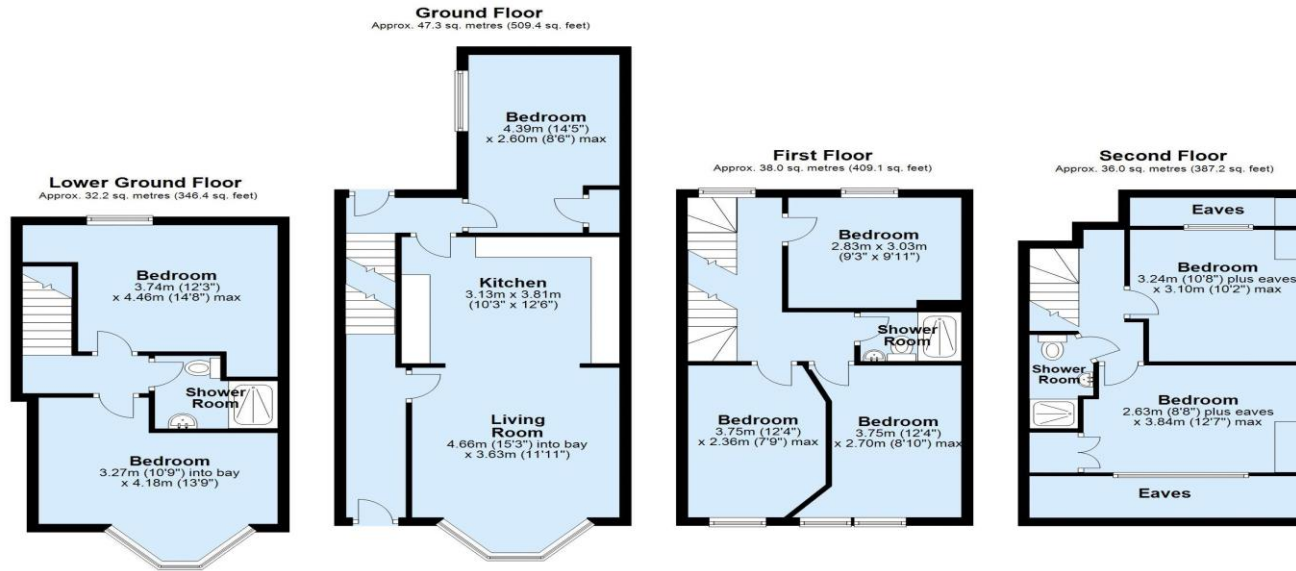 Lower Ground Floor
Approx. 32.2 sq. metres (346.4 sq. feet)
Bedroom
3.74m (12'3")
x 4.46m (14'8") max
Shower
Room
Bedroom
3.27m (10'9") into bay
x 4.18m (13'9")
Ground Floor
Approx. 47.3 sq. metres (509.4 sq. feet)
Bedroom
4.39m (14'5")
x 2.60m (8'6") max
Kitchen
3.13m x 3.81m
(10'3" x 12'6")
Living
Room
4.66m (15'3") into bay
x 3.63m (11'11")
First Floor
Approx. 38.0 sq. metres (409.1 sq. feet)
Bedroom
2.83m x 3.03m
(9'3" x 9'11")
Shower
Room
Bedroom
3.75m (12'4")
x 2.36m (7'9") max
Bedroom
3.75m (12'4")
x 2.70m (8'10") max
Second Floor
Approx. 36.0 sq. metres (387.2 sq. feet)
Eaves
Bedroom
3.24m (10'8") plus eaves
x 3.10m (10'2") max
Shower
Room
Bedroom
2.63m (8'8") plus eaves
x 3.84m (12'7") max
Eaves